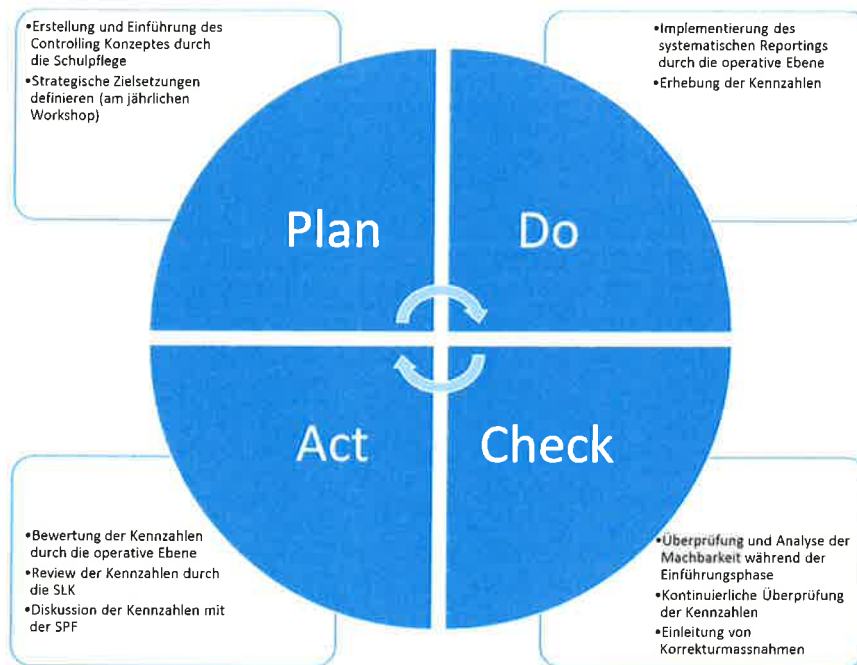 •Erstellung und Einführung des
Controlling Konzeptes durch
die Schulpflege
•Strategische Zielsetzungen
definieren (am jährlichen
Workshop)
•Implementierung des
systematischen Reportings
durch die operative Ebene
•Erhebung der Kennzahlen
Plan
Do
Act
Check
•Bewertung der Kennzahlen
durch die operative Ebene
•Review der Kennzahlen durch
die SLK
•Diskussion der Kennzahlen mit
der SPF
•Überprüfung und Analyse der
Machbarkeit während der
Einführungsphase
•Kontinuierliche Überprüfung
der Kennzahlen
•Einleitung von
Korrekturmassnahmen